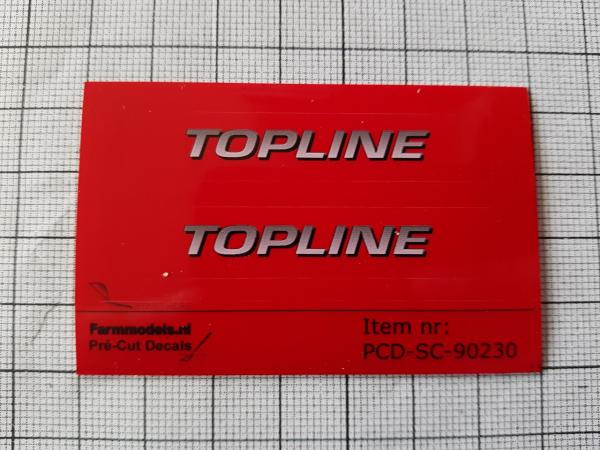 TOPLINE
TOPLINE
Farmmodels.nl
Pré-Cut Decals
Item nr:
PCD-SC-90230